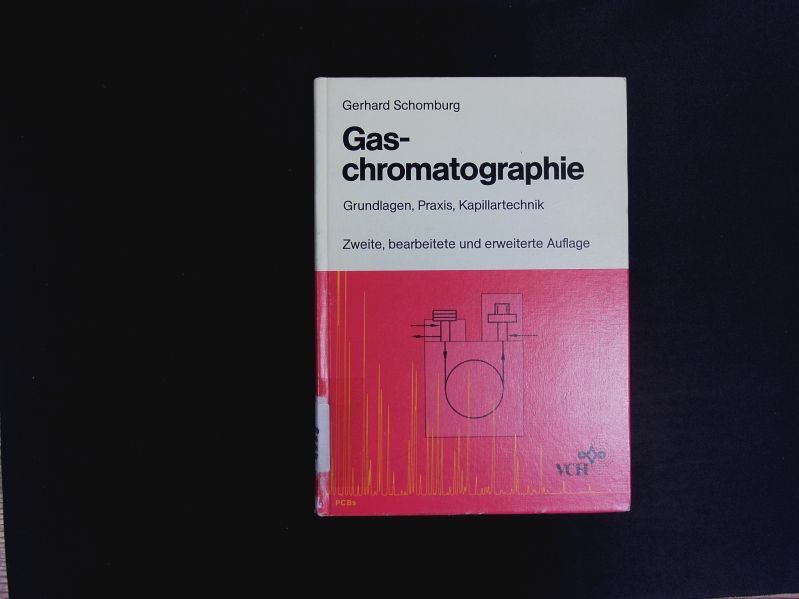 Gerhard Schomburg
Gas-
chromatographie
Grundlagen, Praxis, Kapillartechnik
Zweite, bearbeitete und erweiterte Auflage
VCH
PCBs